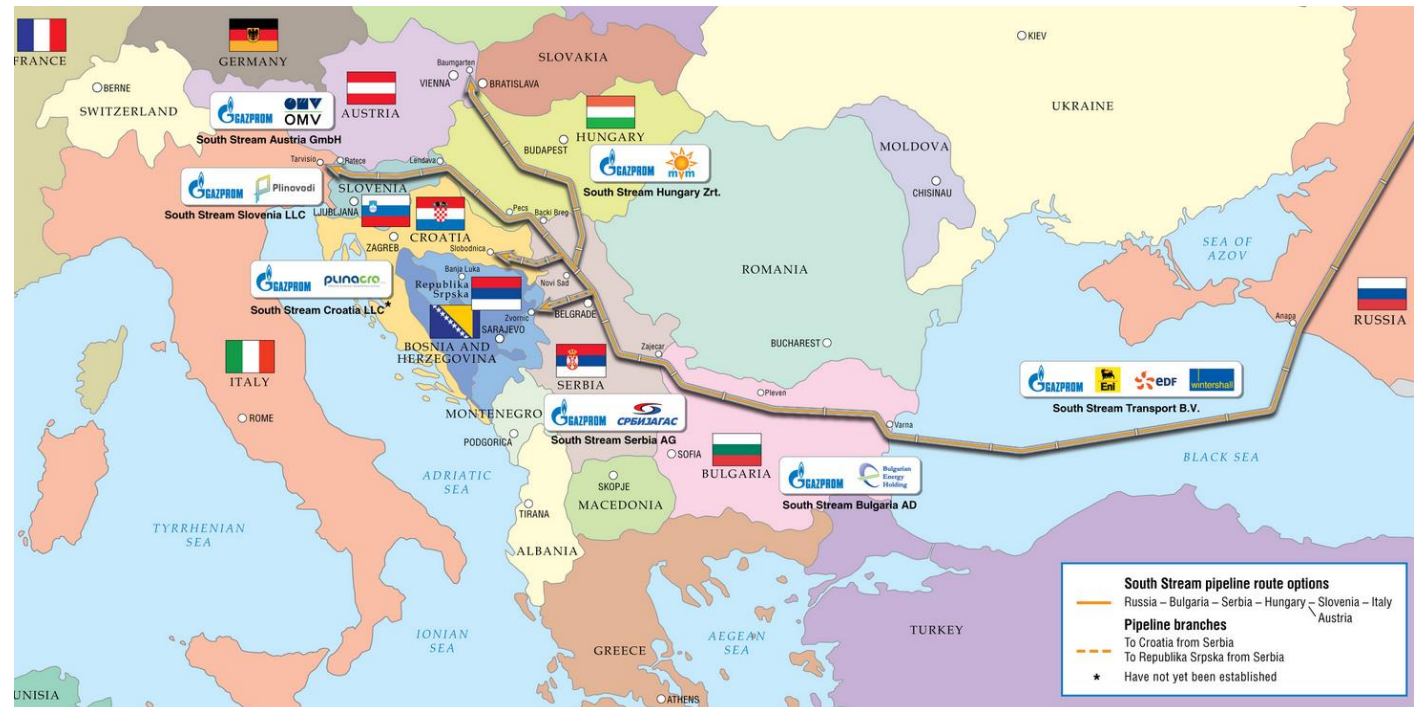 FRANCE
GERMANY
BERNE
SWITZERLAND
AUSTRIA
Baumgarten
VIENNA
BRATISLAVA
SLOVAKIA
KIEV
UKRAINE
GAZPROM
OMV
OMV
South Stream Austria GmbH
HUNGARY
BUDAPEST
GAZPROM
mvm
South Stream Hungary Zrt.
MOLDOVA
CHISINAU
Tarvisio
Ratece
Lendava
SLOVENIA
LJUBLJANA
GAZPROM
Plinovodi
South Stream Slovenia LLC
CROATIA
ZAGREB
Slobodnica
Pecs
Backi Breg
GAZPROM
PLINACRO
South Stream Croatia LLC
*
Banja Luka
Republika
Srpska
Novi Sad
Zvornic
BELGRADE
SARAJEVO
BOSNIA AND
HERZEGOVINA
ROMANIA
BUCHAREST
SEA OF
AZOV
Anapa
RUSSIA
ITALY
ROME
SERBIA
Zajecar
Pleven
Varna
GAZPROM
Eni
eDF
wintershall
South Stream Transport B.V.
BLACK SEA
MONTENEGRO
PODGORICA
GAZPROM
СРБИЈАГАС
South Stream Serbia AG
SOFIA
BULGARIA
GAZPROM
Bulgarian
Energy
Holding
South Stream Bulgaria AD
ADRIATIC
SEA
SKOPJE
MACEDONIA
TIRANA
ALBANIA
TYRRHENIAN
SEA
IONIAN
SEA
GREECE
AEGEAN
SEA
ATHENS
TURKEY
UNISIA
South Stream pipeline route options
Russia – Bulgaria – Serbia – Hungary – Slovenia – Italy
Austria
Pipeline branches
To Croatia from Serbia
To Republika Srpska from Serbia
* Have not yet been established